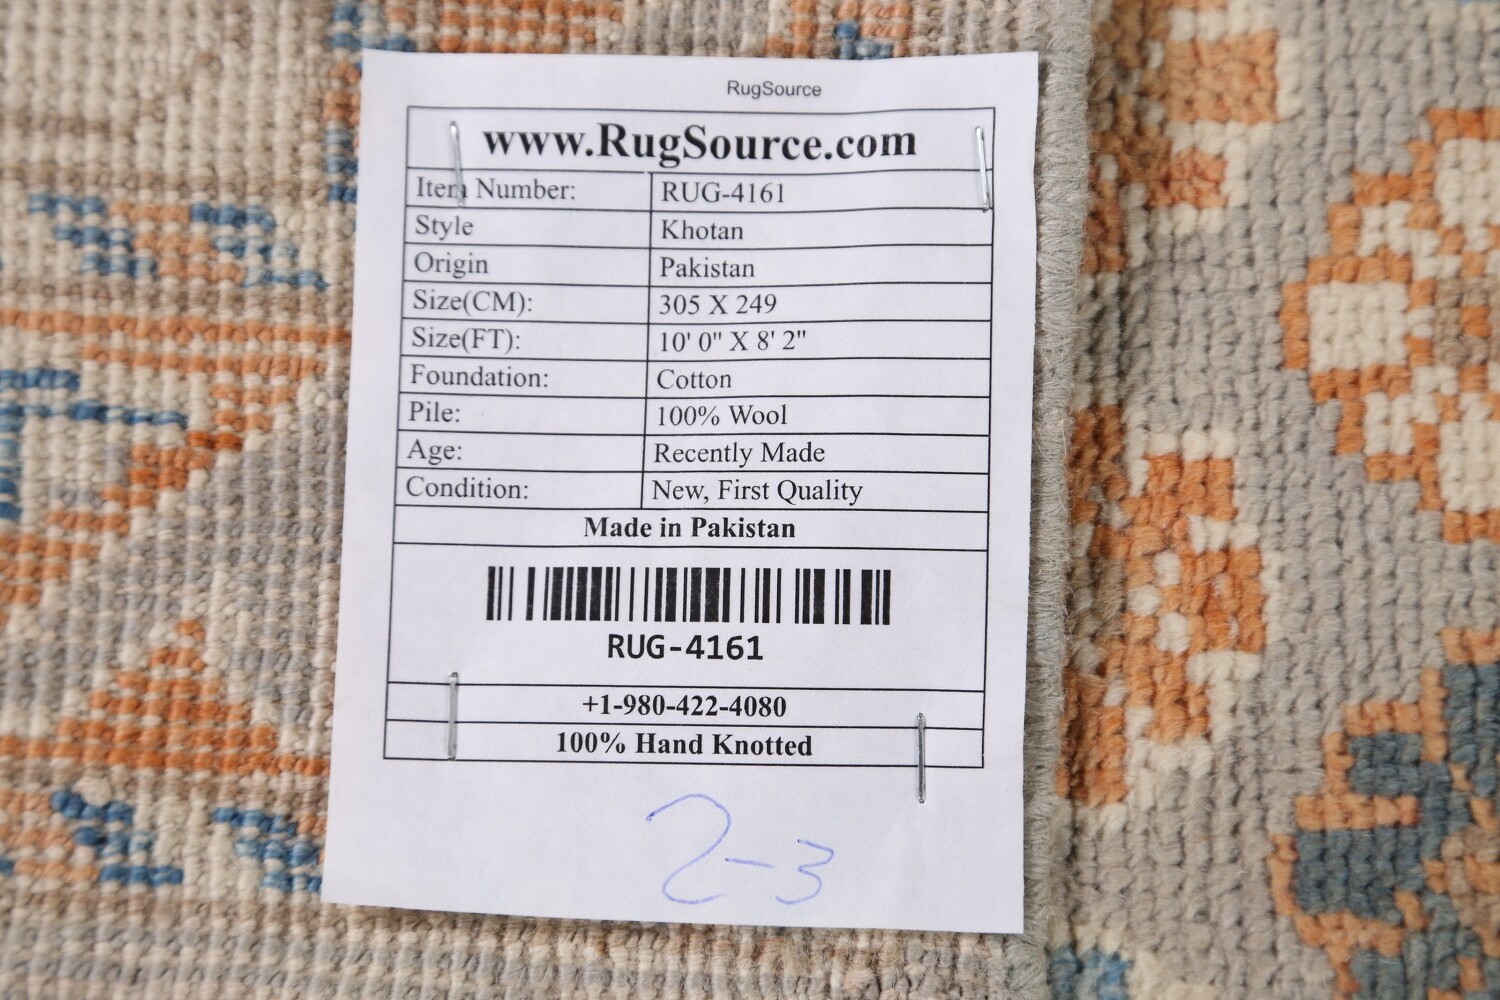 RugSource
www.RugSource.com
Item Number: RUG-4161
Style Khotan
Origin Pakistan
Size(CM): 305 X 249
Size(FT): 10' 0" X 8' 2"
Foundation: Cotton
Pile: 100% Wool
Age: Recently Made
Condition: New, First Quality
Made in Pakistan
RUG-4161
+1-980-422-4080
100% Hand Knotted
2-3